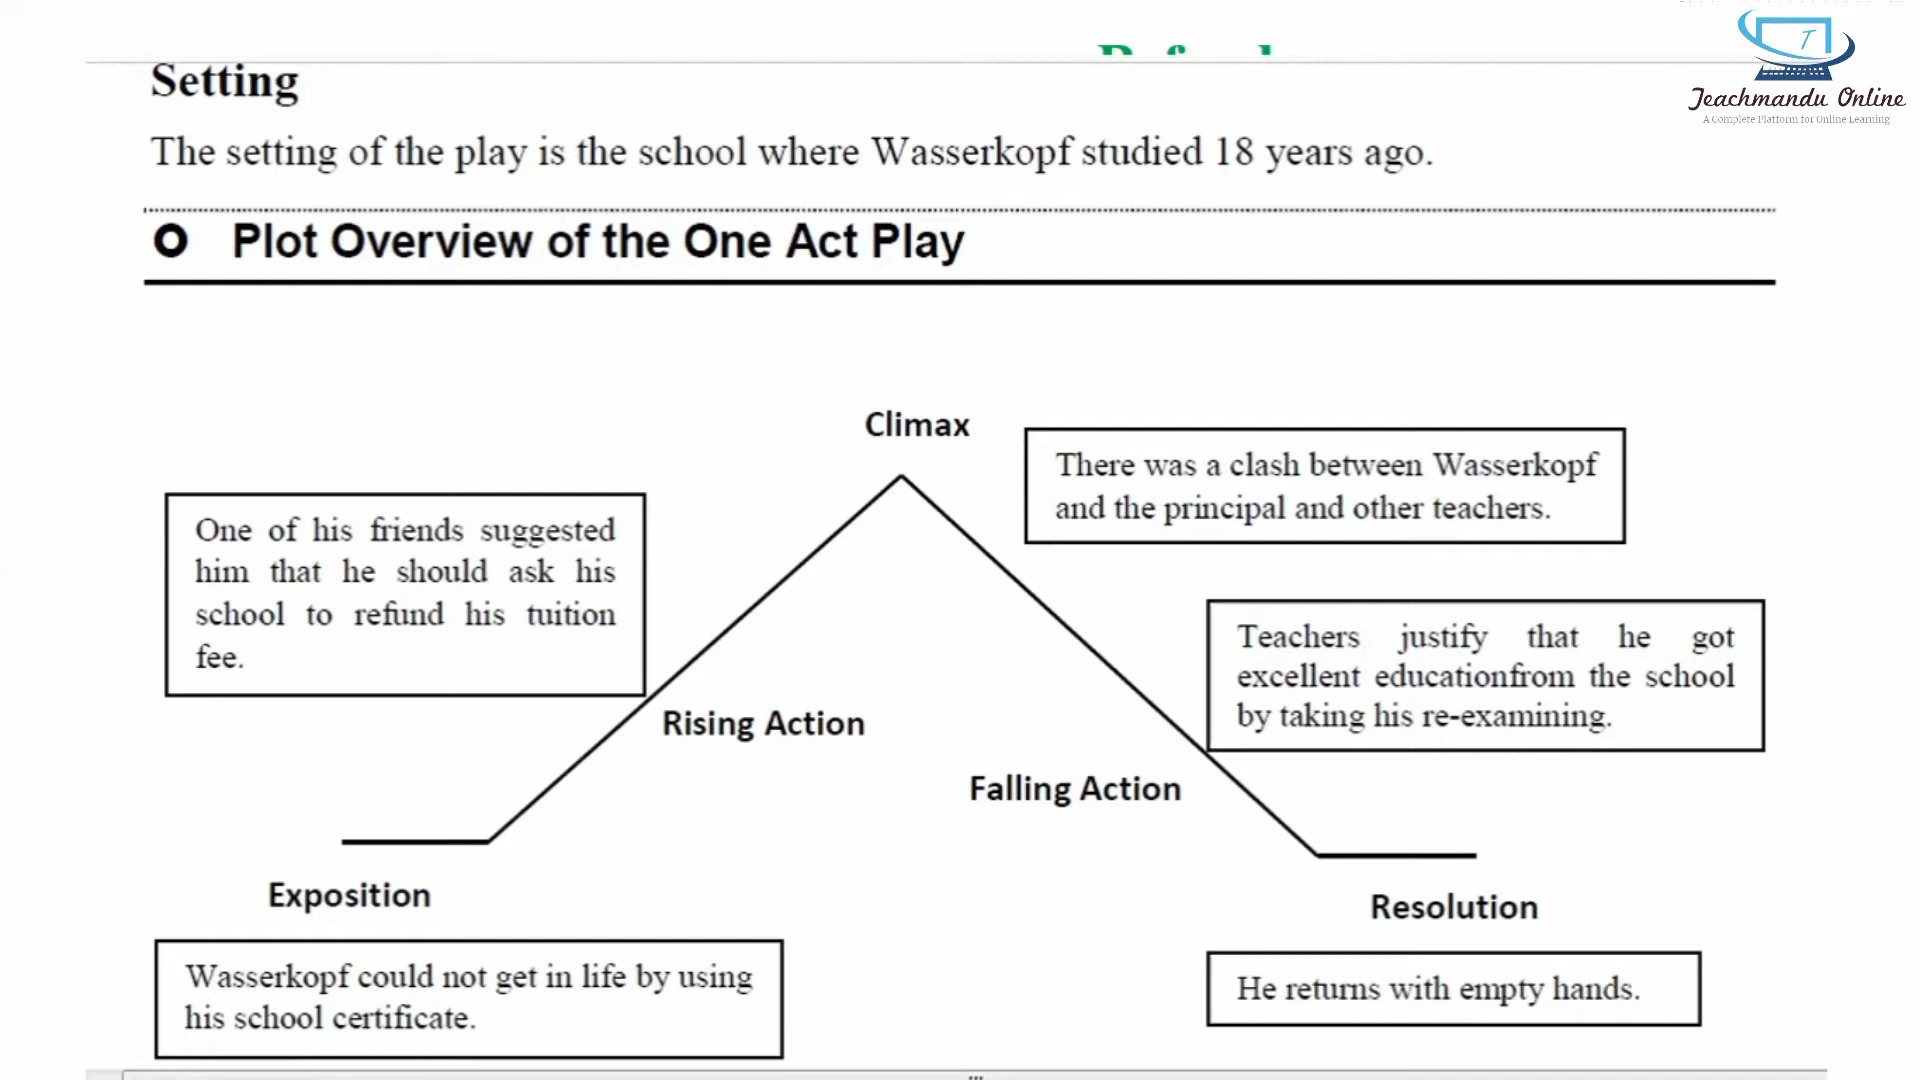 Teachmandu Online
A Complete Platform for Online Learning
Setting
The setting of the play is the school where Wasserkopf studied 18 years ago.
Plot Overview of the One Act Play
Climax
There was a clash between Wasserkopf
and the principal and other teachers.
One of his friends suggested
him that he should ask his
school to refund his tuition
fee.
Teachers justify that he got
excellent educationfrom the school
by taking his re-examining.
Rising Action
Falling Action
Exposition
Resolution
Wasserkopf could not get in life by using
his school certificate.
He returns with empty hands.